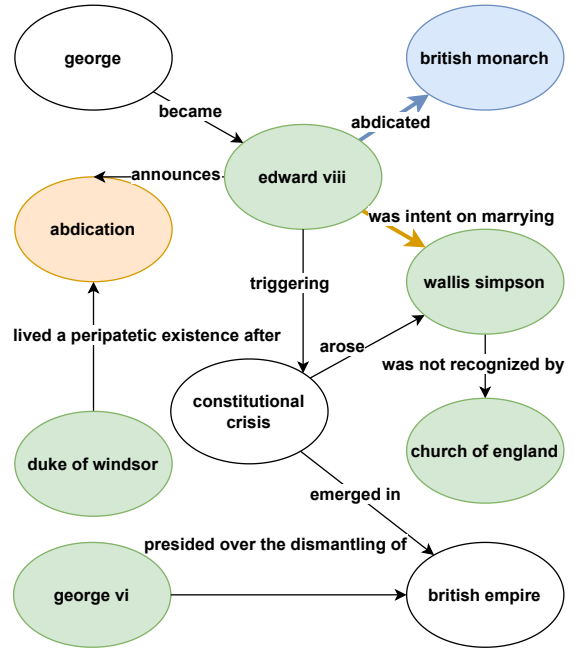 george
british monarch
became
abdicated
announces
edward viii
was intent on marrying
abdication
wallis simpson
triggering
lived a peripatetic existence after
arose
was not recognized by
constitutional
crisis
duke of windsor
church of england
emerged in
presided over the dismantling of
george vi
british empire